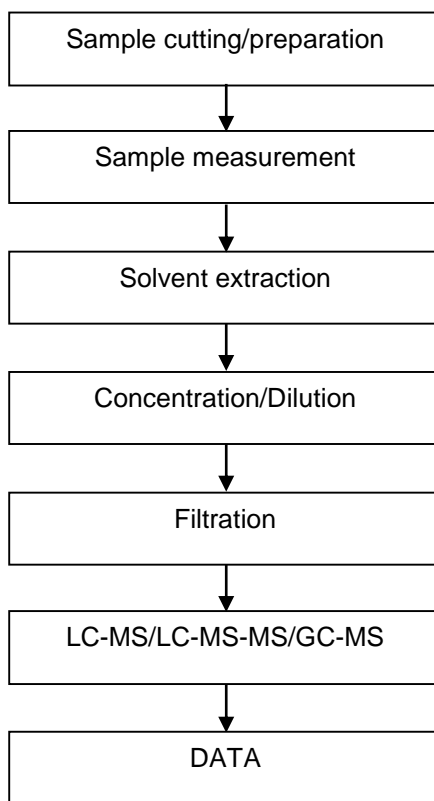 Sample cutting/preparation
Sample measurement
Solvent extraction
Concentration/Dilution
Filtration
LC-MS/LC-MS-MS/GC-MS
DATA